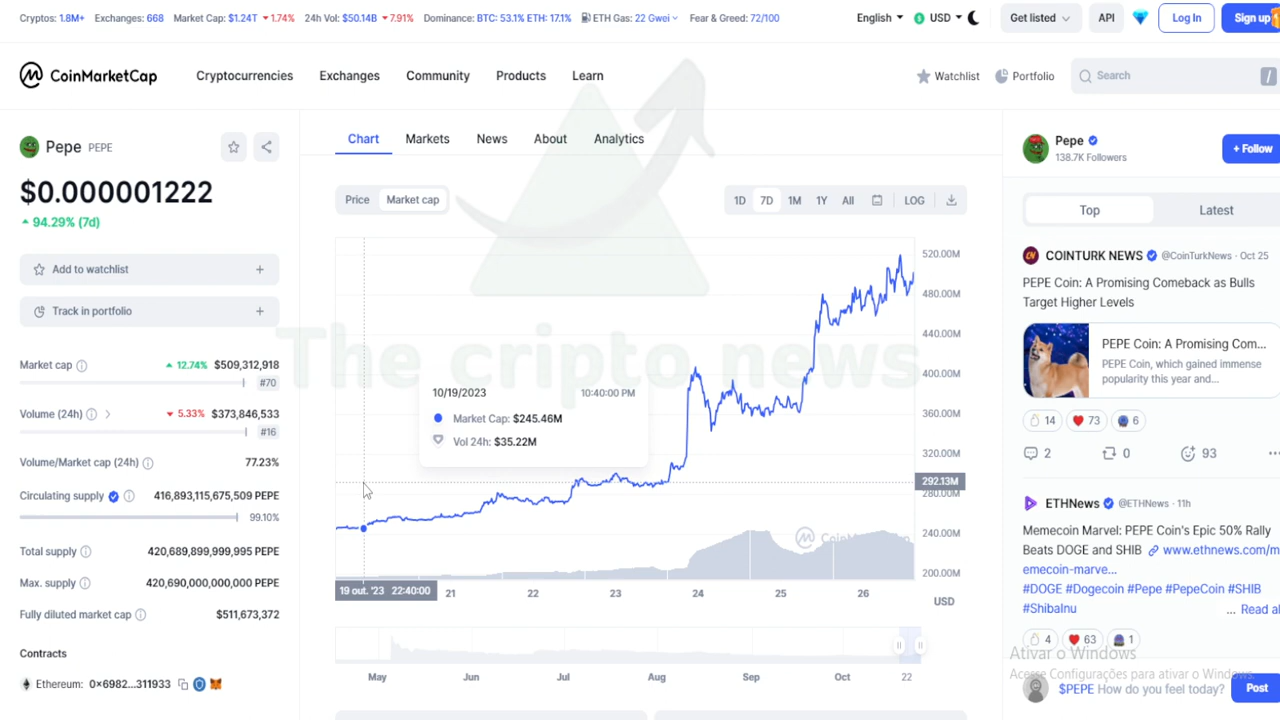 Cryptos: 1.8M+ Exchanges: 668 Market Cap: $1.24T 1.74% 24h Vol: $50.14B 7.91% Dominance: BTC: 53.1% ETH: 17.1% ETH Gas: 22 Gwei Fear & Greed: 72/100 English USD Get listed API Log In Sign up
CoinMarketCap Cryptocurrencies Exchanges Community Products Learn Watchlist Portfolio Search /
Pepe PEPE
$0.000001222
94.29% (7d)
Add to watchlist +
Track in portfolio +
Market cap 12.74% $509,312,918
#70
Volume (24h) 5.33% $373,846,533
#16
Volume/Market cap (24h) 77.23%
Circulating supply 416,893,115,675,509 PEPE
99.10%
Total supply 420,689,899,999,995 PEPE
Max. supply 420,690,000,000,000 PEPE
Fully diluted market cap $511,673,372
Contracts
Ethereum: 0x6982...311933
Chart Markets News About Analytics
Price Market cap 1D 7D 1M 1Y All LOG
520.00M
480.00M
440.00M
400.00M
360.00M
320.00M
292.13M
280.00M
240.00M
200.00M
The cripto news
10/19/2023 10:40:00 PM
Market Cap: $245.46M
Vol 24h: $35.22M
CoinMarketCap
19 out. '23 22:40:00 21 22 23 24 25 26 USD
May Jun Jul Aug Sep Oct 22
Pepe
138.7K Followers
+ Follow
Top Latest
COINTURK NEWS @CoinTurkNews · Oct 25
PEPE Coin: A Promising Comeback as Bulls
Target Higher Levels
PEPE Coin: A Promising Com...
PEPE Coin, which gained immense
popularity this year and...
14 73 6
2 0 93 ...
ETHNews @ETHNews · 11h
Memecoin Marvel: PEPE Coin's Epic 50% Rally
Beats DOGE and SHIB www.ethnews.com/m
emecoin-marve...
#DOGE #Dogecoin #Pepe #PepeCoin #SHIB
#ShibaInu ... Read al
4 63 1
Ativar o Windows
Acesse Configurações para ativar o Windows.
$PEPE How do you feel today? Post